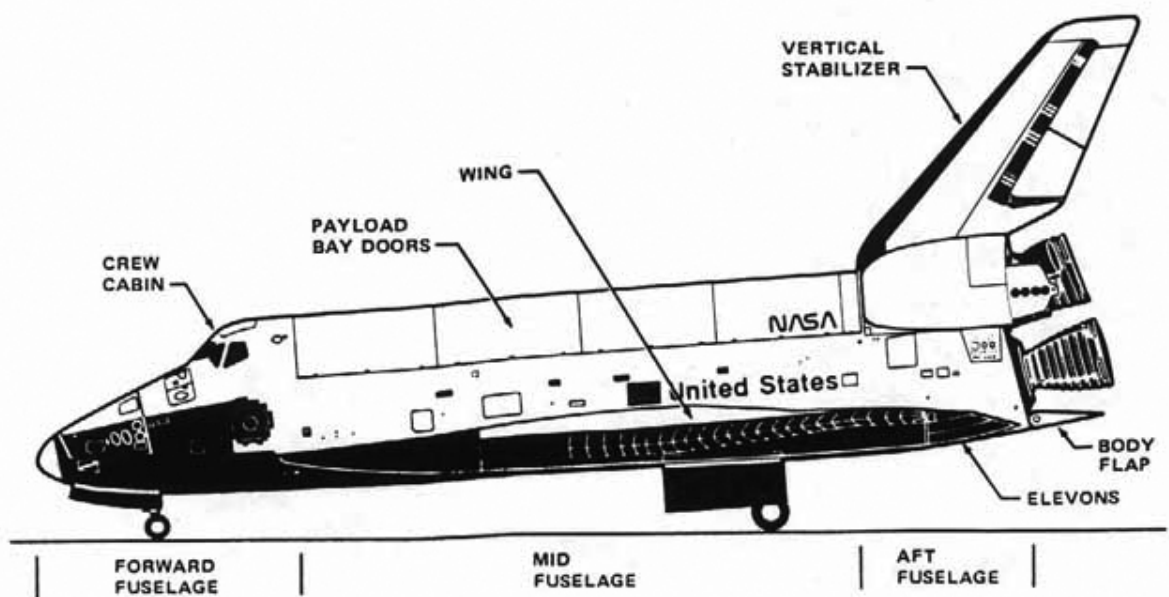 VERTICAL
STABILIZER
WING
PAYLOAD
BAY DOORS
CREW
CABIN
NASA
United States
BODY
FLAP
ELEVONS
FORWARD
FUSELAGE
MID
FUSELAGE
AFT
FUSELAGE